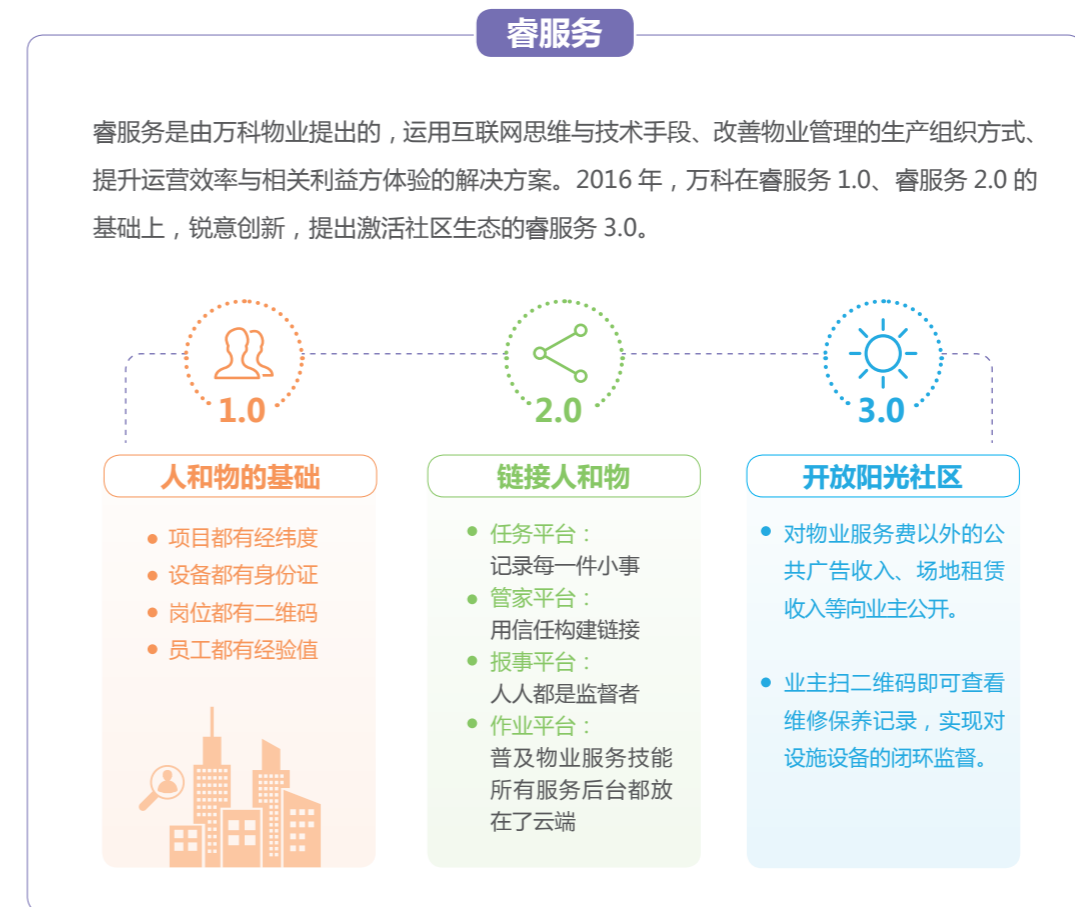 睿服务
睿服务是由万科物业提出的，运用互联网思维与技术手段、改善物业管理的生产组织方式、
提升运营效率与相关利益方体验的解决方案。2016 年，万科在睿服务 1.0、睿服务 2.0 的
基础上，锐意创新，提出激活社区生态的睿服务 3.0。
1.0
人和物的基础
• 项目都有经纬度
• 设备都有身份证
• 岗位都有二维码
• 员工都有经验值
2.0
链接人和物
• 任务平台：
记录每一件小事
• 管家平台：
用信任构建链接
• 报事平台：
人人都是监督者
• 作业平台：
普及物业服务技能
所有服务后台都放
在了云端
3.0
开放阳光社区
• 对物业服务费以外的公
共广告收入、场地租赁
收入等向业主公开。
• 业主扫二维码即可查看
维修保养记录，实现对
设施设备的闭环监督。